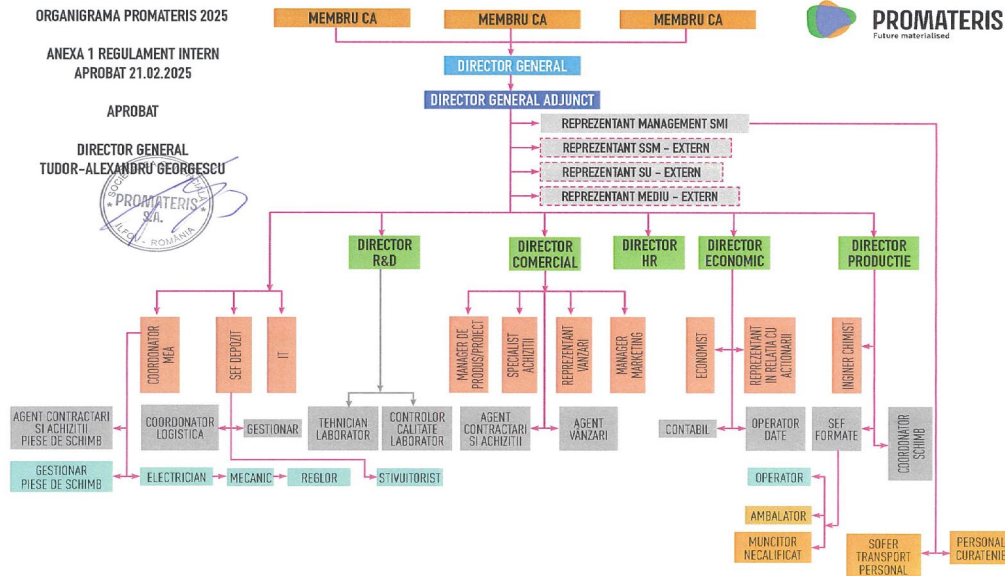 ORGANIGRAMA PROMATERIS 2025
ANEXA 1 REGULAMENT INTERN
APROBAT 21.02.2025
APROBAT
DIRECTOR GENERAL
TUDOR-ALEXANDRU GEORGESCU
SOCIETATEA
PROMATERIS
S.A.
ILFOV - ROMÂNIA
MEMBRU CA
MEMBRU CA
MEMBRU CA
PROMATERIS
Future materialised
DIRECTOR GENERAL
DIRECTOR GENERAL ADJUNCT
REPREZENTANT MANAGEMENT SMI
REPREZENTANT SSM - EXTERN
REPREZENTANT SU - EXTERN
REPREZENTANT MEDIU - EXTERN
DIRECTOR
R&D
DIRECTOR
COMERCIAL
DIRECTOR
HR
DIRECTOR
ECONOMIC
DIRECTOR
PRODUCTIE
COORDONATOR
MEA
SEF DEPOZIT
IT
MANAGER DE
PRODUS/PROIECT
SPECIALIST
ACHIZITII
REPREZENTANT
VANZARI
MANAGER
MARKETING
ECONOMIST
REPREZENTANT
IN RELATIA CU
ACTIONARII
INGINER CHIMIST
AGENT CONTRACTARI
SI ACHIZITII
PIESE DE SCHIMB
COORDONATOR
LOGISTICA
GESTIONAR
TEHNICIAN
LABORATOR
CONTROLOR
CALITATE
LABORATOR
AGENT
CONTRACTARI
SI ACHIZITII
AGENT
VANZARI
CONTABIL
OPERATOR
DATE
SEF
FORMATE
COORDONATOR
SCHIMB
GESTIONAR
PIESE DE SCHIMB
ELECTRICIAN
MECANIC
REGLOR
STIVUITORIST
OPERATOR
AMBALATOR
MUNCITOR
NECALIFICAT
SOFER
TRANSPORT
PERSONAL
PERSONAL
CURATENIE